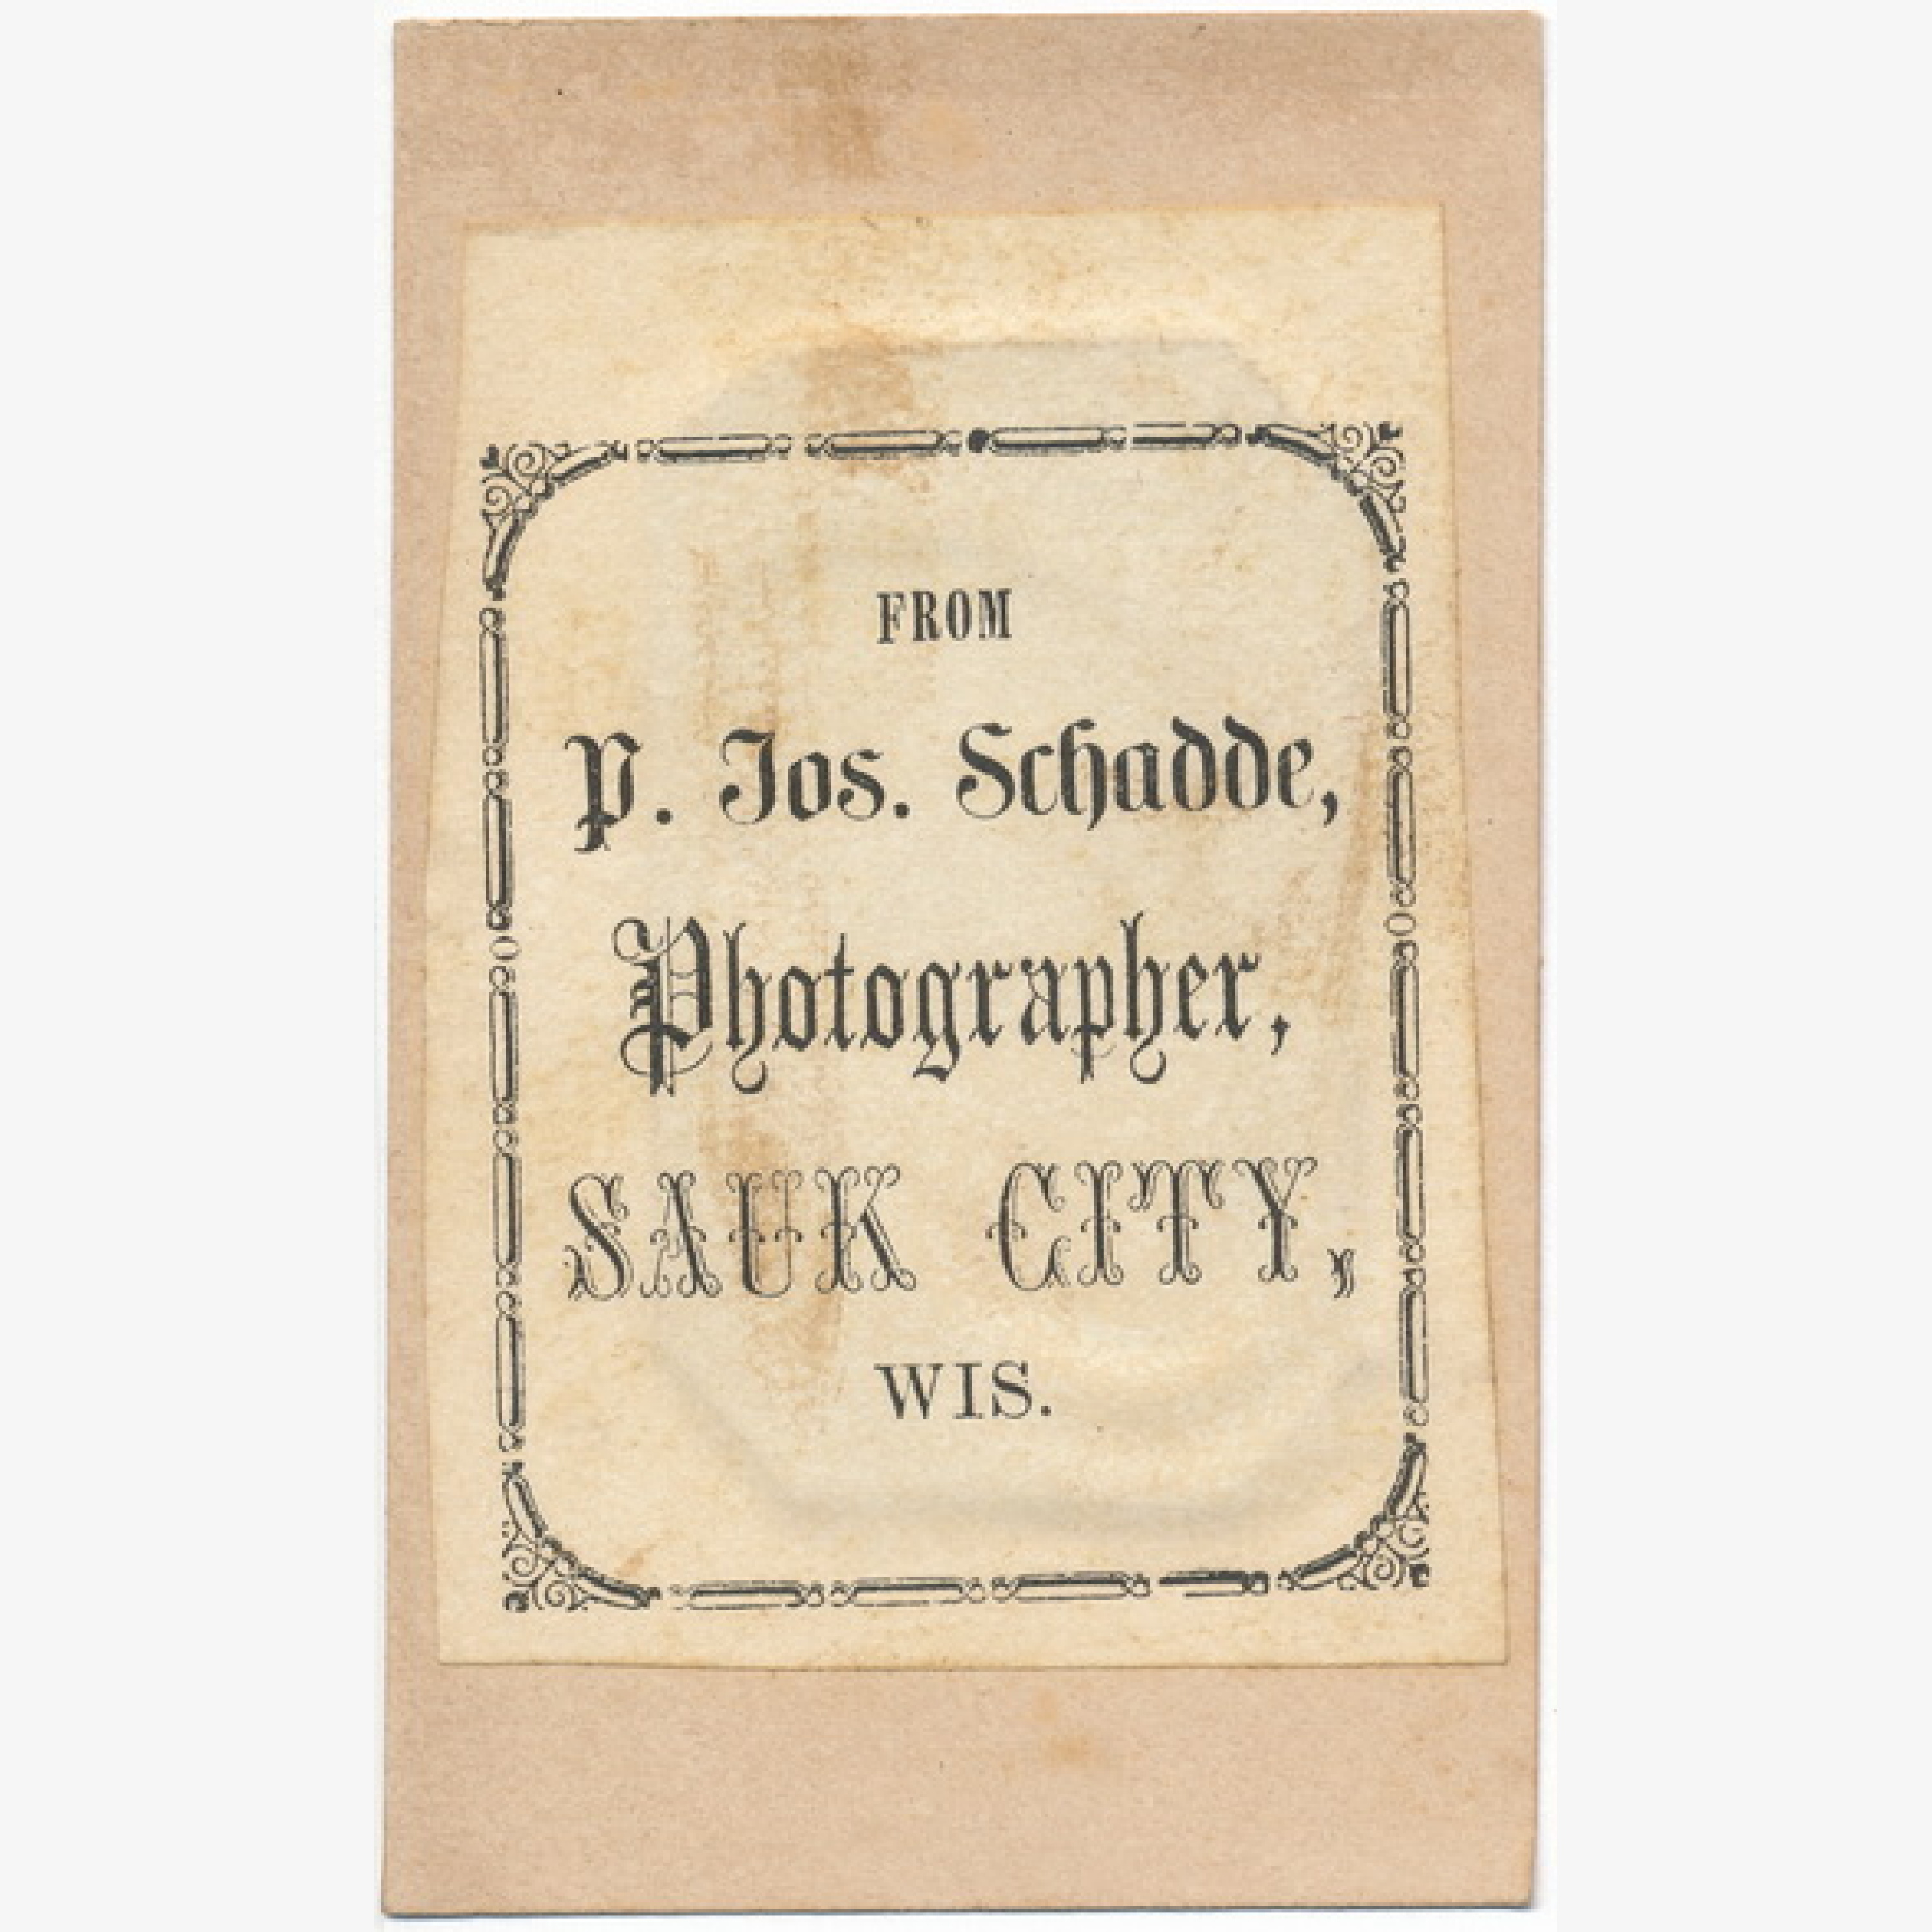 FROM
P. Jos. Schadde,
Photographer,
SAUK CITY,
WIS.